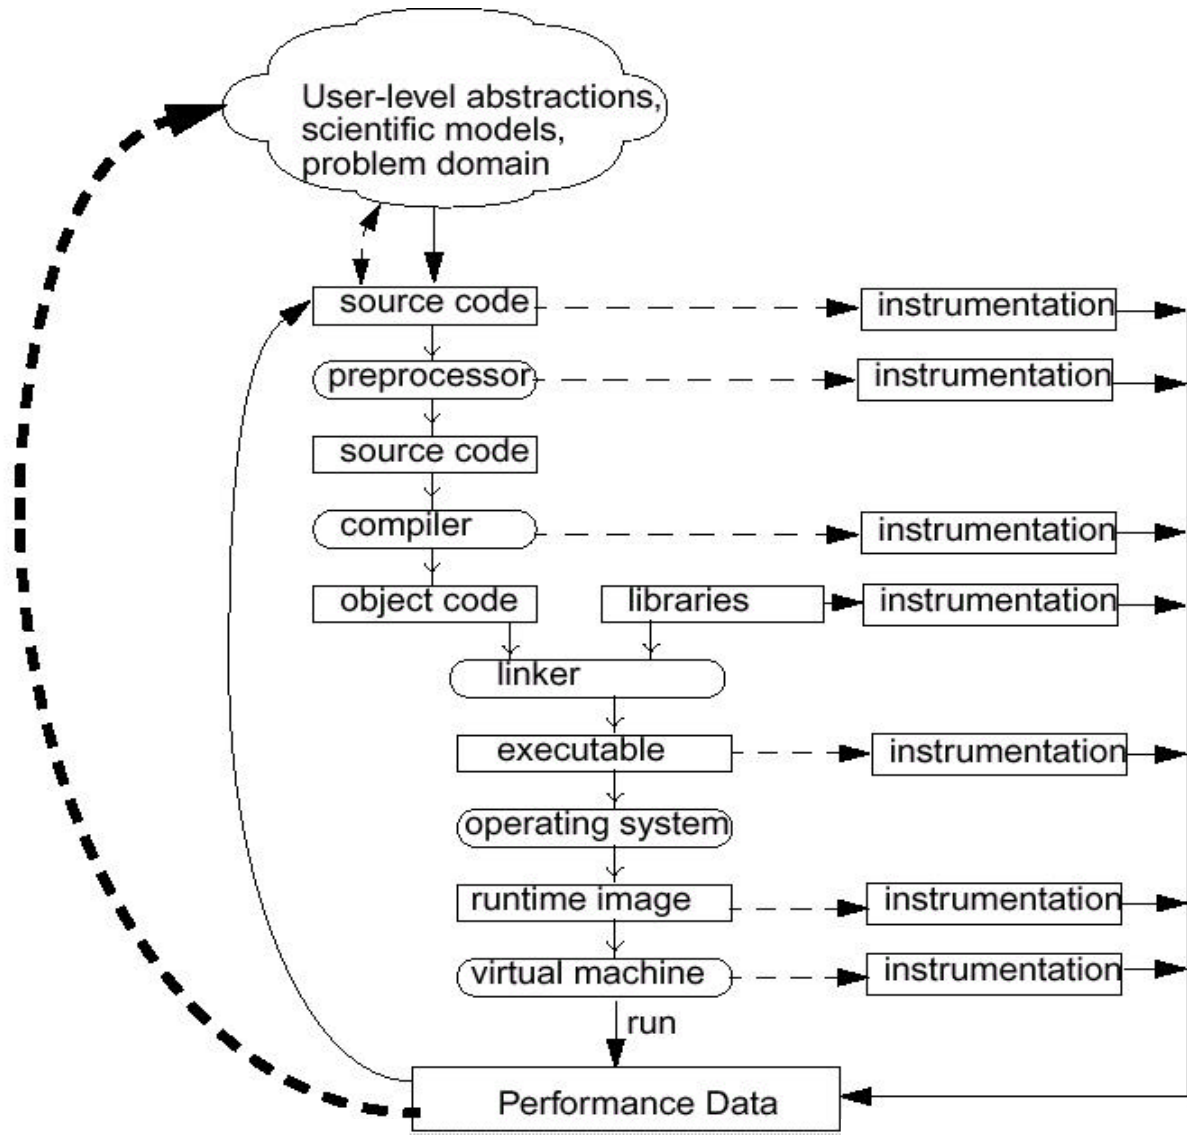 User-level abstractions,
scientific models,
problem domain
source code
instrumentation
preprocessor
instrumentation
source code
compiler
instrumentation
object code
libraries
instrumentation
linker
executable
instrumentation
operating system
runtime image
instrumentation
virtual machine
instrumentation
run
Performance Data